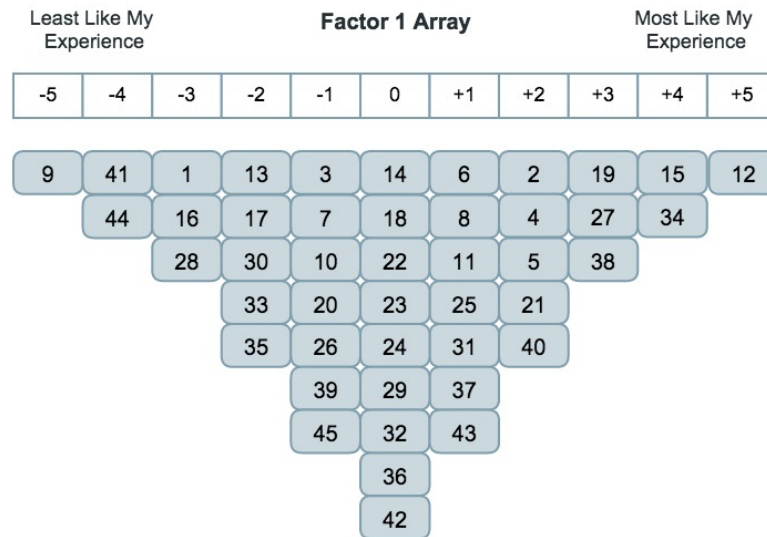 Least Like My
Experience
Factor 1 Array
Most Like My
Experience
-5 -4 -3 -2 -1 0 +1 +2 +3 +4 +5
9 41 1 13 3 14 6 2 19 15 12
44 16 17 7 18 8 4 27 34
28 30 10 22 11 5 38
33 20 23 25 21
35 26 24 31 40
39 29 37
45 32 43
36
42